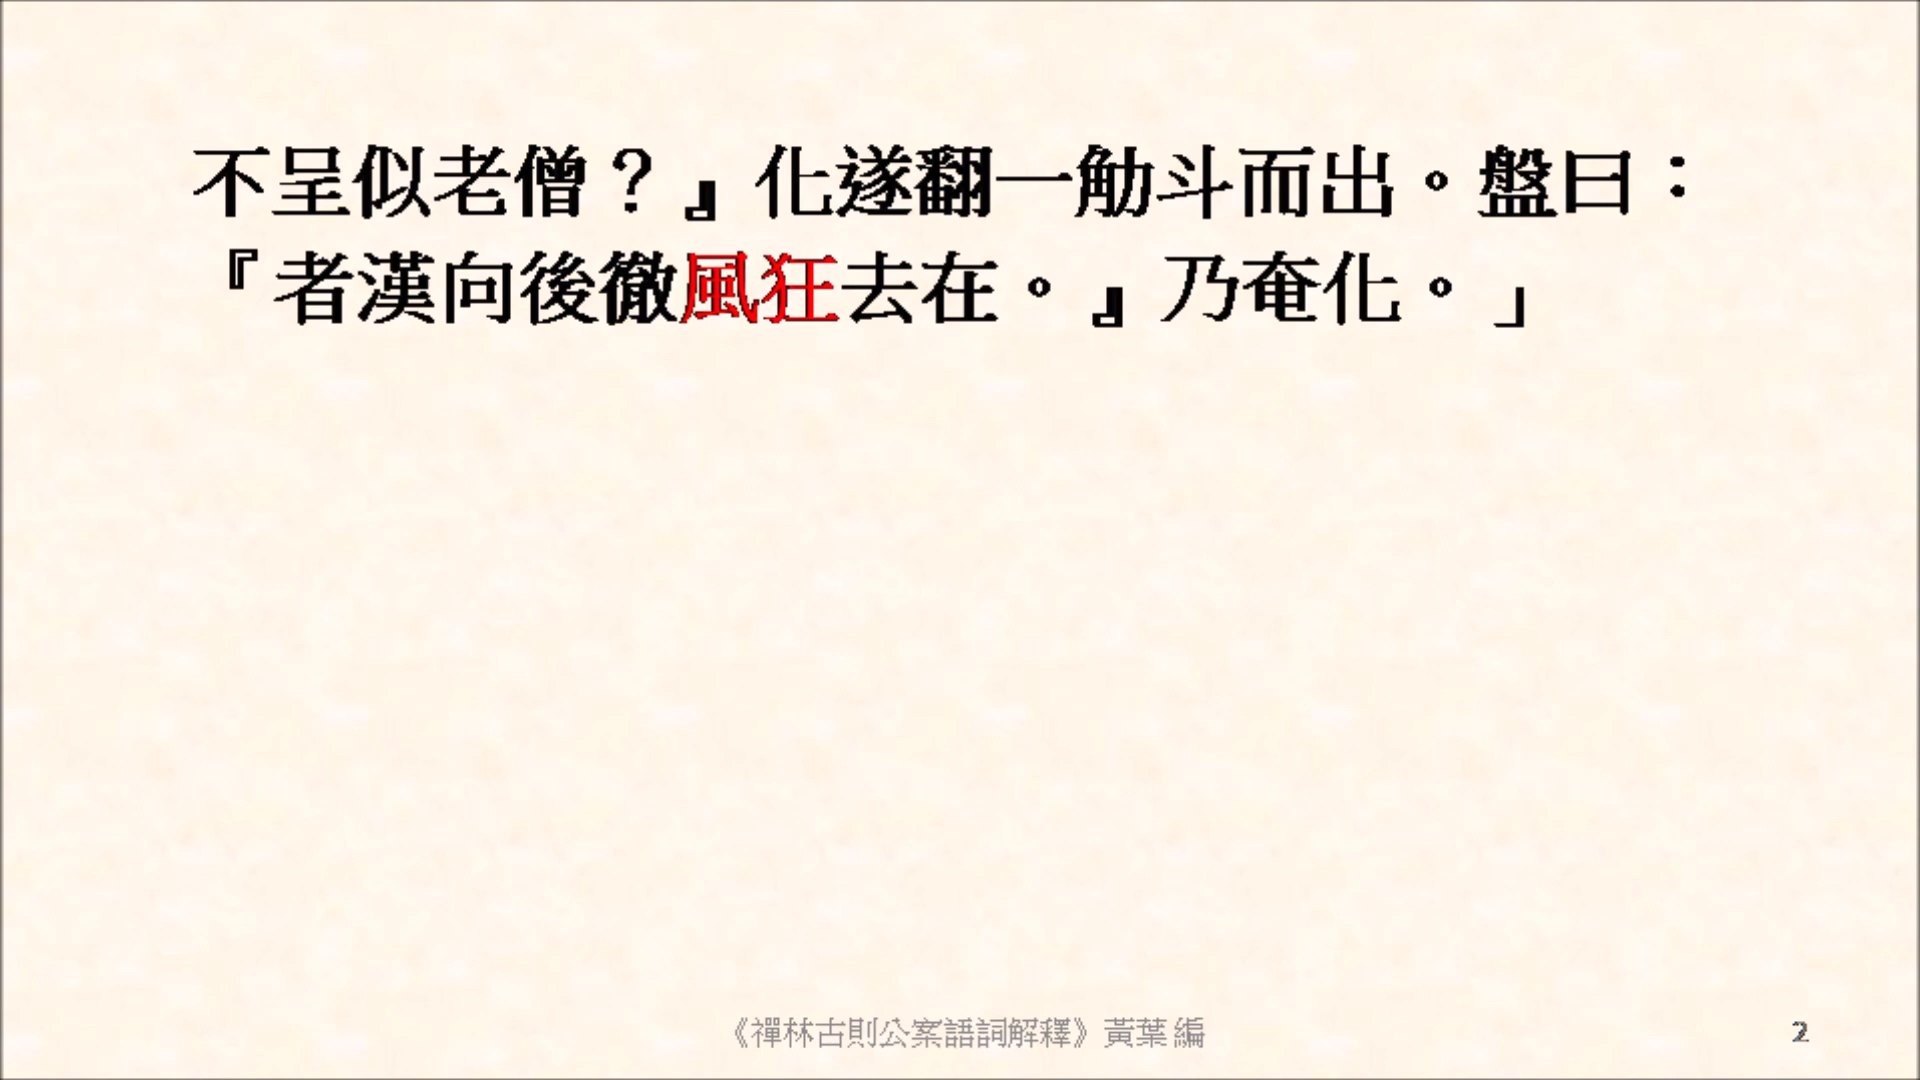 不呈似老僧？』化遂翻一觔斗而出。盤曰：
『者漢向後徹風狂去在。』乃奄化。」
《禪林古則公案語詞解釋》黃葉 編
2